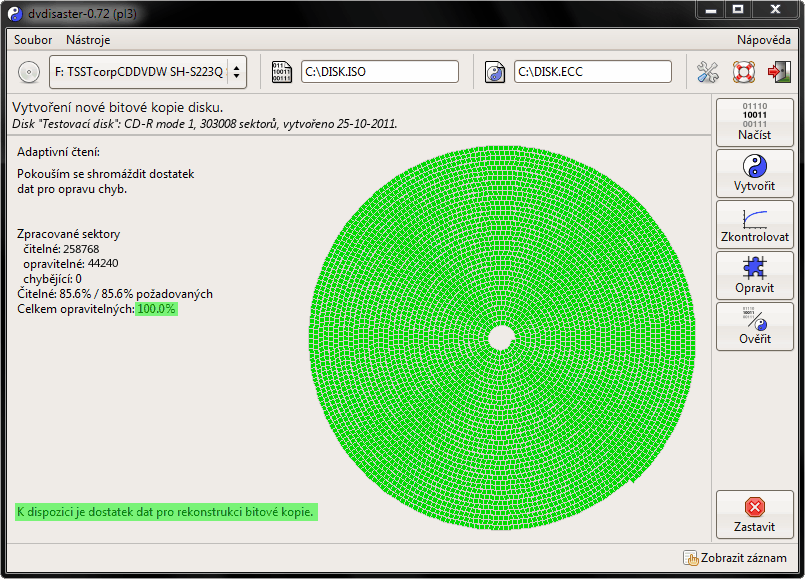 dvdisaster-0.72 (pl3)
Soubor Nástroje Nápověda
F: TSSTcorpCDDVDW SH-S223Q
C:\DISK.ISO
C:\DISK.ECC
Vytvoření nové bitové kopie disku.
Disk "Testovací disk": CD-R mode 1, 303008 sektorů, vytvořeno 25-10-2011.
Adaptivní čtení:
Pokouším se shromáždit dostatek
dat pro opravu chyb.
Zpracované sektory
čitelné: 258768
opravitelné: 44240
chybějící: 0
Čitelné: 85.6% / 85.6% požadovaných
Celkem opravitelných: 100.0%
K dispozici je dostatek dat pro rekonstrukci bitové kopie.
01110
10011
00111
Načíst
Vytvořit
Zkontrolovat
Opravit
Ověřit
Zastavit
Zobrazit záznam